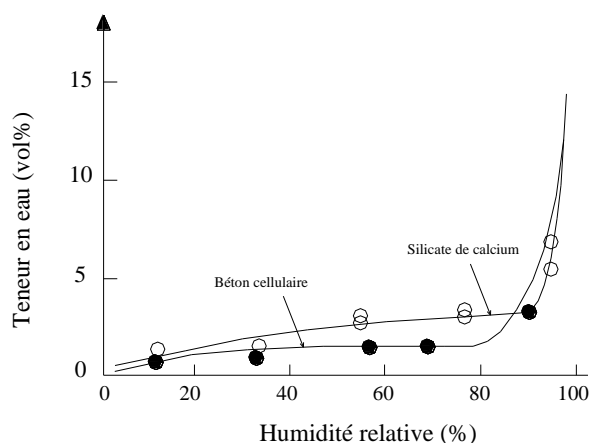 Teneur en eau (vol%)
15
10
5
0
Béton cellulaire
Silicate de calcium
0
20
40
60
80
100
Humidité relative (%)